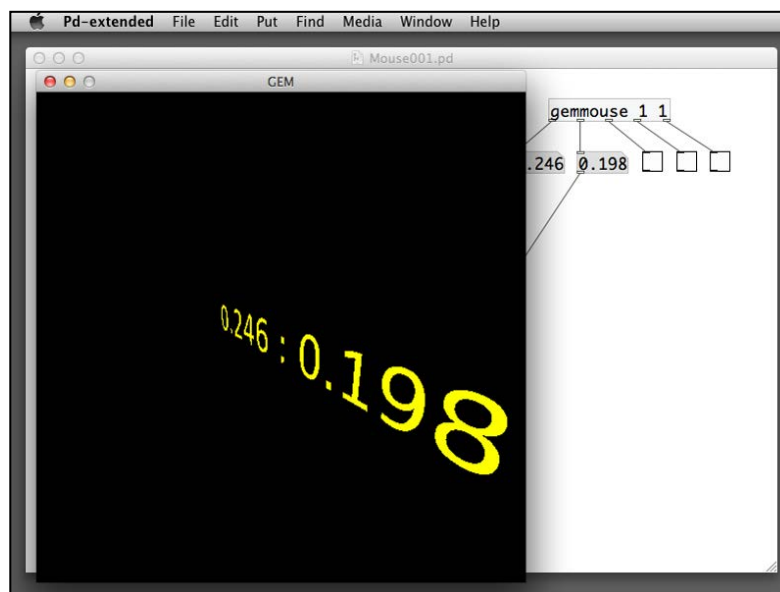 Pd-extended File Edit Put Find Media Window Help
Mouse001.pd
GEM
gemmouse 1 1
.246 0.198
0.246 : 0.198